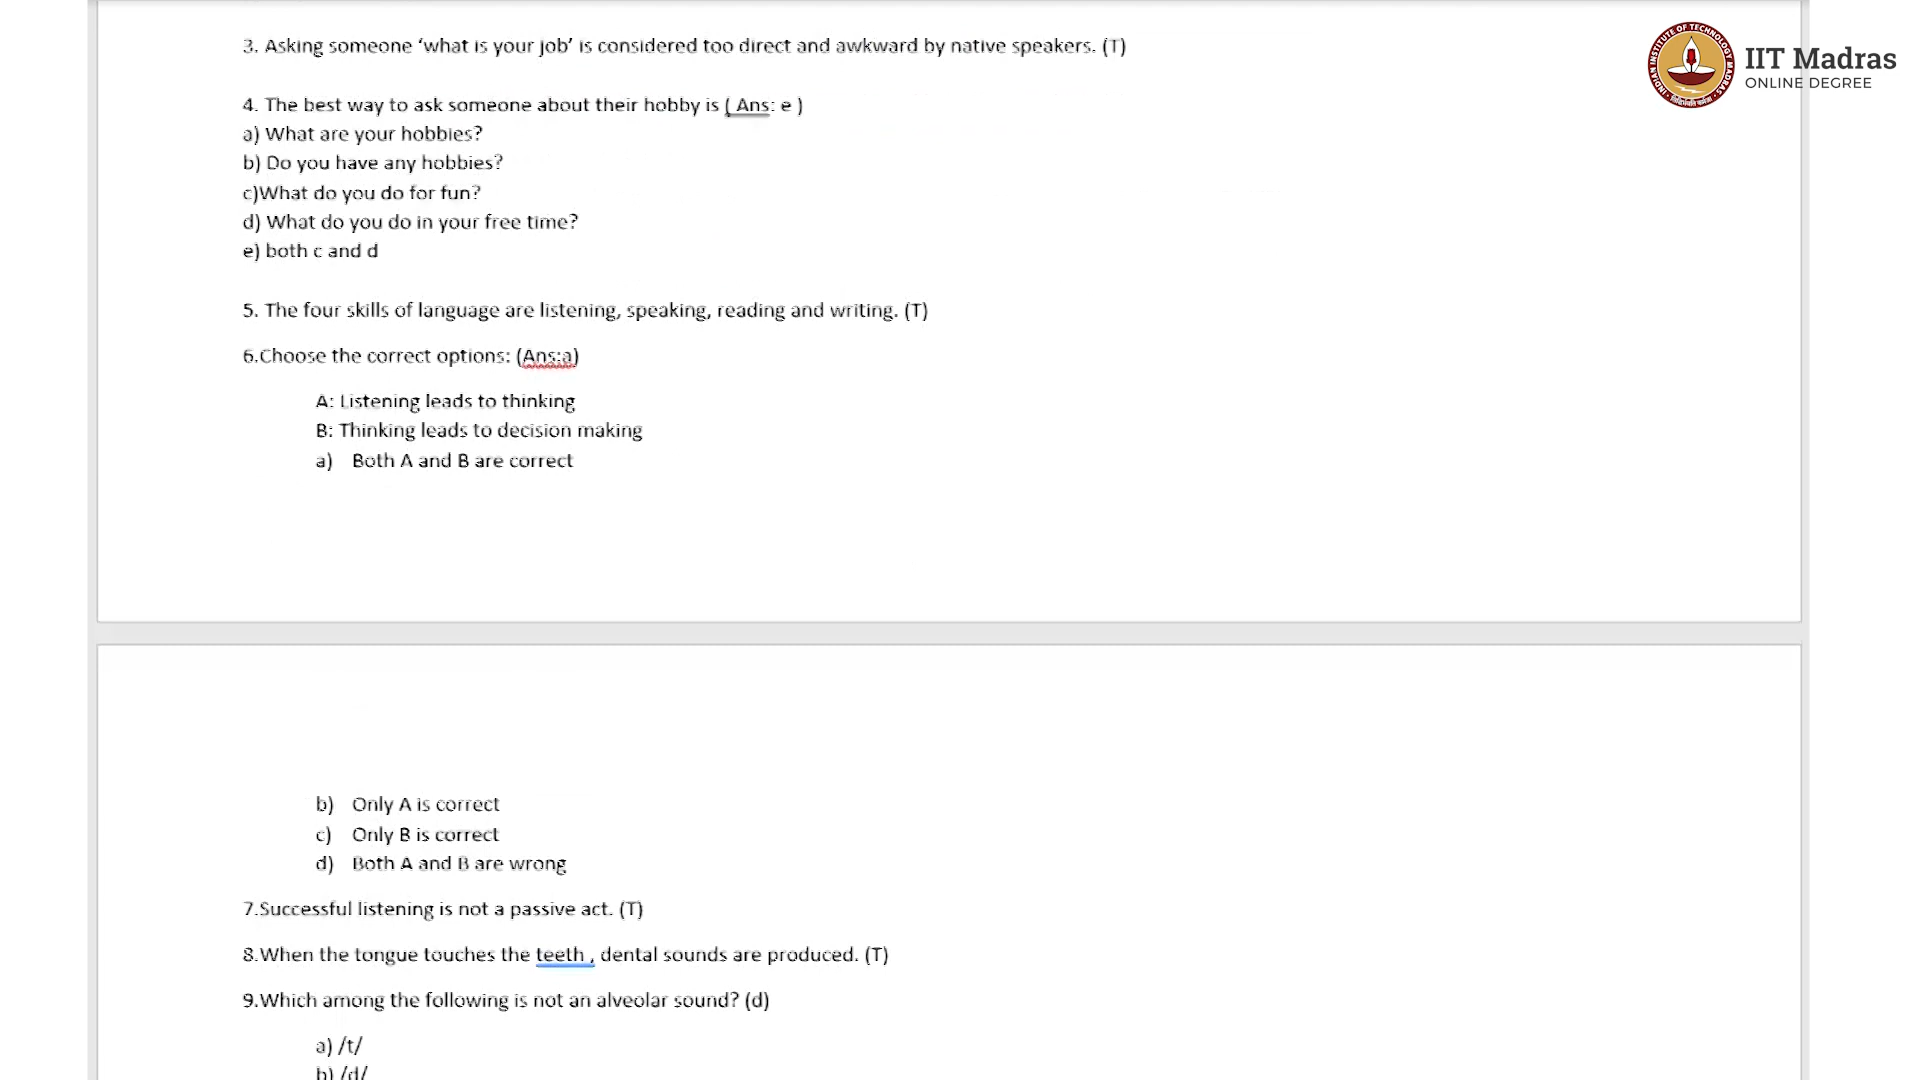 3. Asking someone ‘what is your job’ is considered too direct and awkward by native speakers. (T)
4. The best way to ask someone about their hobby is ( Ans: e )
a) What are your hobbies?
b) Do you have any hobbies?
c)What do you do for fun?
d) What do you do in your free time?
e) both c and d
5. The four skills of language are listening, speaking, reading and writing. (T)
6.Choose the correct options: (Ans:a)
A: Listening leads to thinking
B: Thinking leads to decision making
a) Both A and B are correct
b) Only A is correct
c) Only B is correct
d) Both A and B are wrong
7.Successful listening is not a passive act. (T)
8.When the tongue touches the teeth , dental sounds are produced. (T)
9.Which among the following is not an alveolar sound? (d)
a) /t/
b) /d/
IIT Madras
ONLINE DEGREE
INDIAN INSTITUTE OF TECHNOLOGY MADRAS